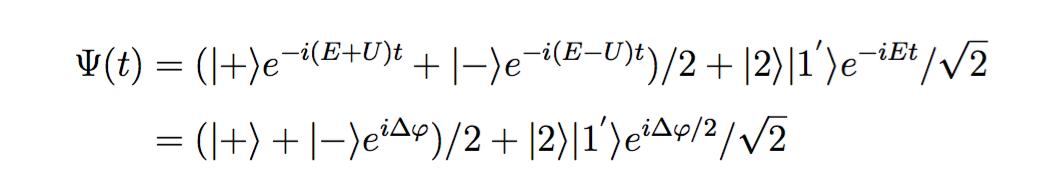 Ψ(t) = (|+⟩e^{−i(E+U)t} + |−⟩e^{−i(E−U)t})/2 + |2⟩|1′⟩e^{−iEt}/√2
= (|+⟩ + |−⟩e^{iΔφ})/2 + |2⟩|1′⟩e^{iΔφ/2}/√2